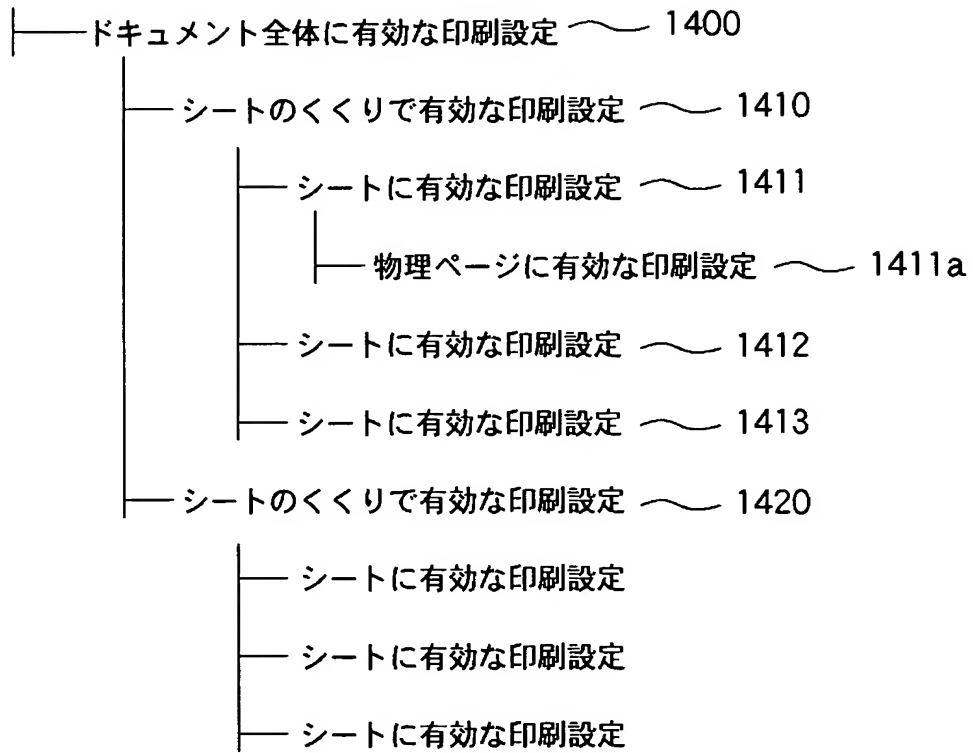 ドキュメント全体に有効な印刷設定 1400
シートのくくりで有効な印刷設定 1410
シートに有効な印刷設定 1411
物理ページに有効な印刷設定 1411a
シートに有効な印刷設定 1412
シートに有効な印刷設定 1413
シートのくくりで有効な印刷設定 1420
シートに有効な印刷設定
シートに有効な印刷設定
シートに有効な印刷設定